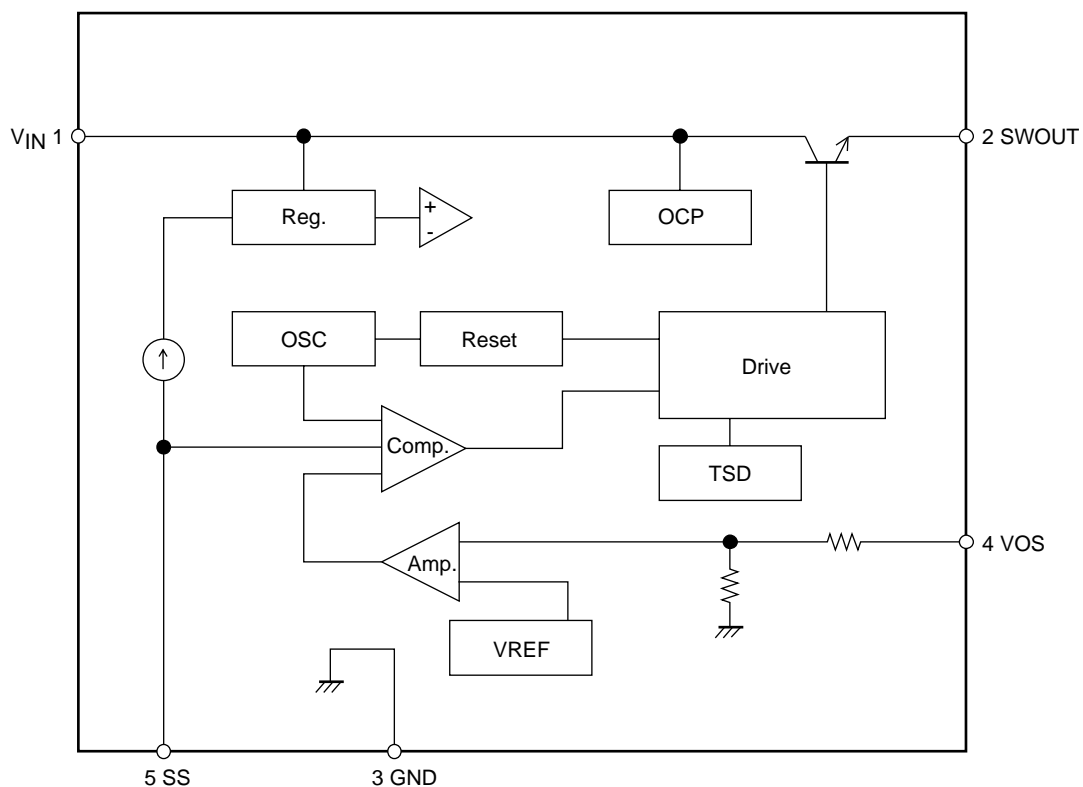 VIN 1
2 SWOUT
Reg.
+
-
OCP
OSC
Reset
Drive
↑
Comp.
TSD
Amp.
4 VOS
VREF
5 SS
3 GND